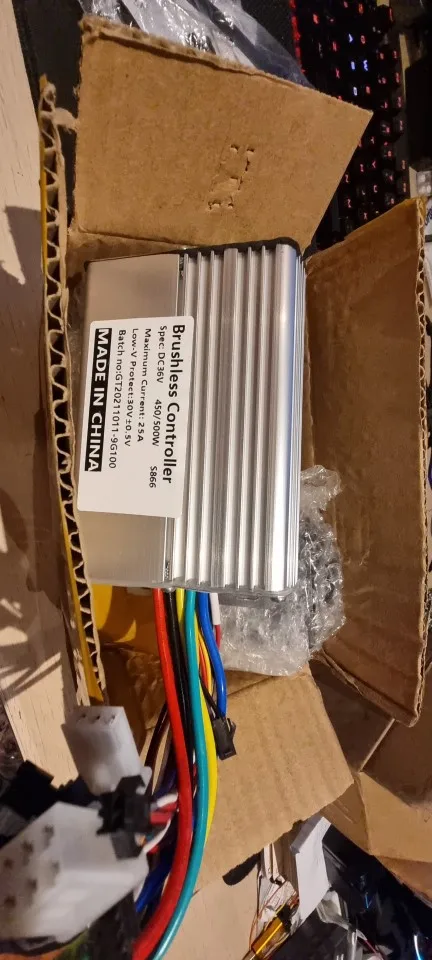 Brushless Controller
Spec: DC36V 450/500W S866
Maximum Current: 25A
Low-V Protect:30V±0.5V
Batch no:GT20211011-9G100
MADE IN CHINA